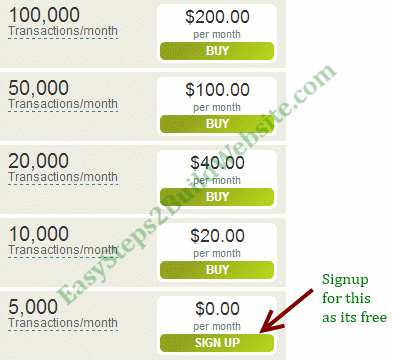 100,000
Transactions/month
$200.00
per month
BUY
50,000
Transactions/month
$100.00
per month
BUY
20,000
Transactions/month
$40.00
per month
BUY
10,000
Transactions/month
$20.00
per month
BUY
5,000
Transactions/month
$0.00
per month
SIGN UP
Signup
for this
as its free
EasySteps2BuildWebsite.com